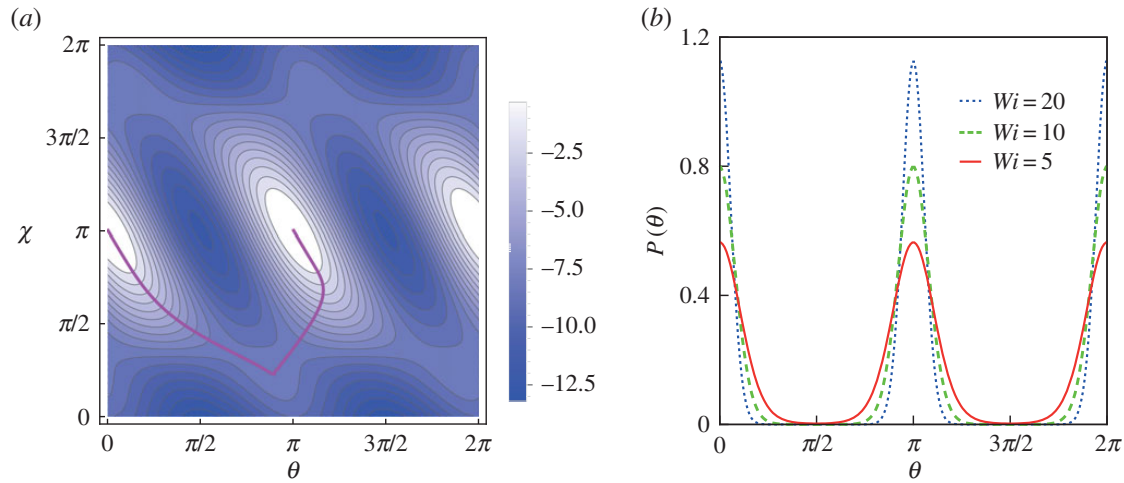 (a)
2π
3π/2
χ
π
π/2
0
0
π/2
π
3π/2
2π
θ
–2.5
–5.0
–7.5
–10.0
–12.5
(b)
1.2
0.8
P(θ)
0.4
0
Wi = 20
Wi = 10
Wi = 5
0
π/2
π
3π/2
2π
θ